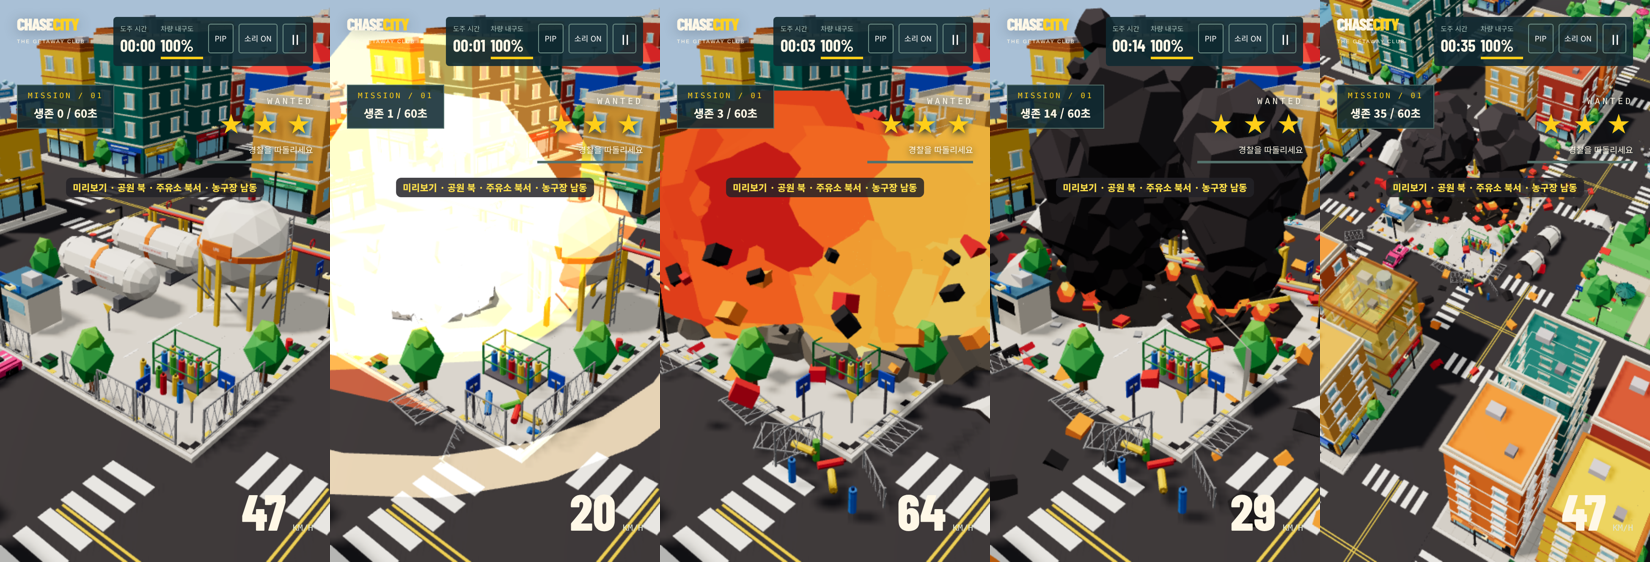 CHASECITY
THE GETAWAY CLUB
도주 시간 차량 내구도
00:00 100%
PIP
소리 ON
MISSION / 01
생존 0 / 60초
WANTED
경찰을 따돌리세요
미리보기 · 공원 북 · 주유소 북서 · 농구장 남동
47 KM/H
CHASECITY
THE GETAWAY CLUB
도주 시간 차량 내구도
00:01 100%
PIP
소리 ON
MISSION / 01
생존 1 / 60초
WANTED
경찰을 따돌리세요
미리보기 · 공원 북 · 주유소 북서 · 농구장 남동
20 KM/H
CHASECITY
THE GETAWAY CLUB
도주 시간 차량 내구도
00:03 100%
PIP
소리 ON
MISSION / 01
생존 3 / 60초
WANTED
경찰을 따돌리세요
미리보기 · 공원 북 · 주유소 북서 · 농구장 남동
64 KM/H
CHASECITY
THE GETAWAY CLUB
도주 시간 차량 내구도
00:14 100%
PIP
소리 ON
MISSION / 01
생존 14 / 60초
WANTED
경찰을 따돌리세요
미리보기 · 공원 북 · 주유소 북서 · 농구장 남동
29 KM/H
CHASECITY
THE GETAWAY CLUB
도주 시간 차량 내구도
00:35 100%
PIP
소리 ON
MISSION / 01
생존 35 / 60초
WANTED
경찰을 따돌리세요
미리보기 · 공원 북 · 주유소 북서 · 농구장 남동
47 KM/H